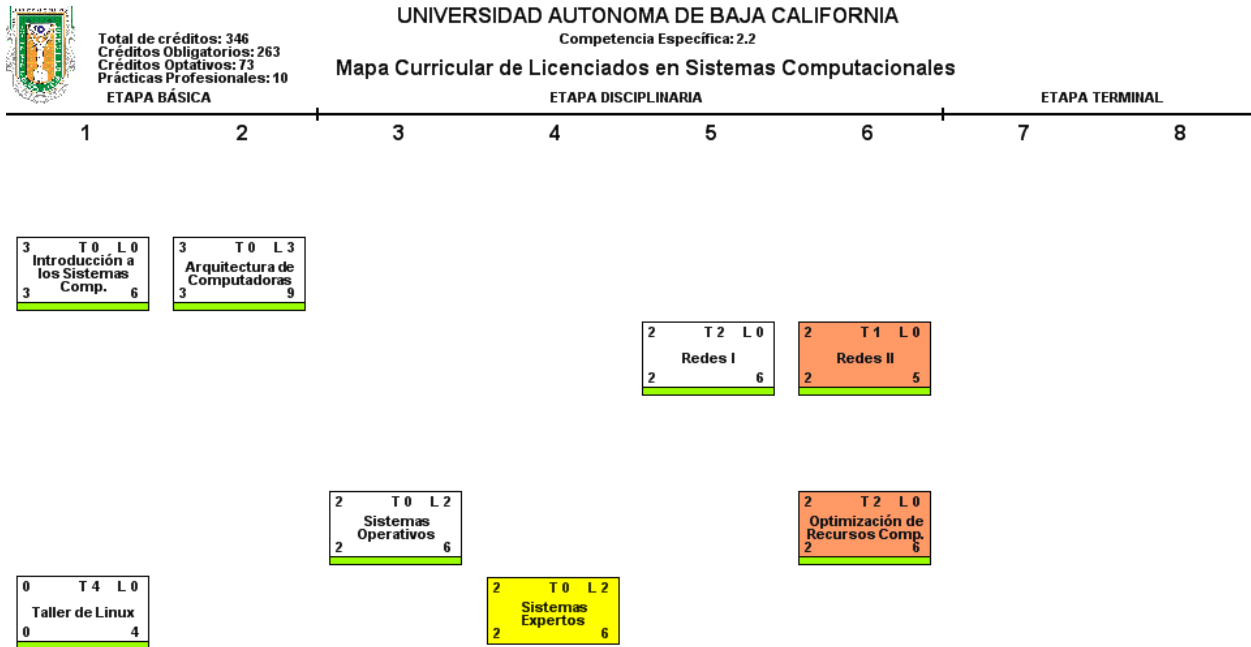 UNIVERSIDAD AUTONOMA DE BAJA CALIFORNIA
Total de créditos: 346
Créditos Obligatorios: 263
Créditos Optativos: 73
Prácticas Profesionales: 10
Competencia Específica: 2.2
Mapa Curricular de Licenciados en Sistemas Computacionales
ETAPA BÁSICA ETAPA DISCIPLINARIA ETAPA TERMINAL
1 2 3 4 5 6 7 8
3 T 0 L 0
Introducción a
los Sistemas
Comp.
3 6
3 T 0 L 3
Arquitectura de
Computadoras
3 9
2 T 2 L 0
Redes I
2 6
2 T 1 L 0
Redes II
2 5
2 T 0 L 2
Sistemas
Operativos
2 6
2 T 2 L 0
Optimización de
Recursos Comp.
2 6
0 T 4 L 0
Taller de Linux
0 4
2 T 0 L 2
Sistemas
Expertos
2 6